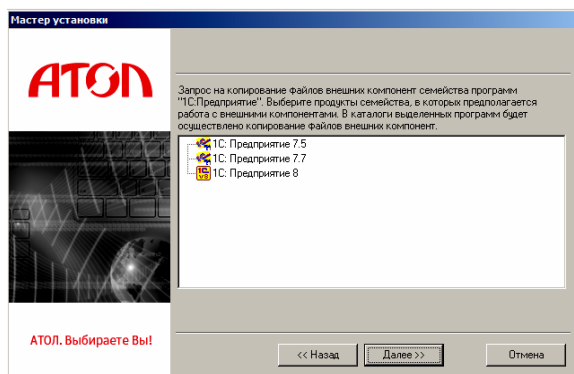 Мастер установки
АТОЛ
Запрос на копирование файлов внешних компонент семейства программ
"1С:Предприятие". Выберите продукты семейства, в которых предполагается
работа с внешними компонентами. В каталоги выделенных программ будет
осуществлено копирование файлов внешних компонент.
1С: Предприятие 7.5
1С: Предприятие 7.7
1С: Предприятие 8
АТОЛ. Выбираете Вы!
<< Назад
Далее >>
Отмена